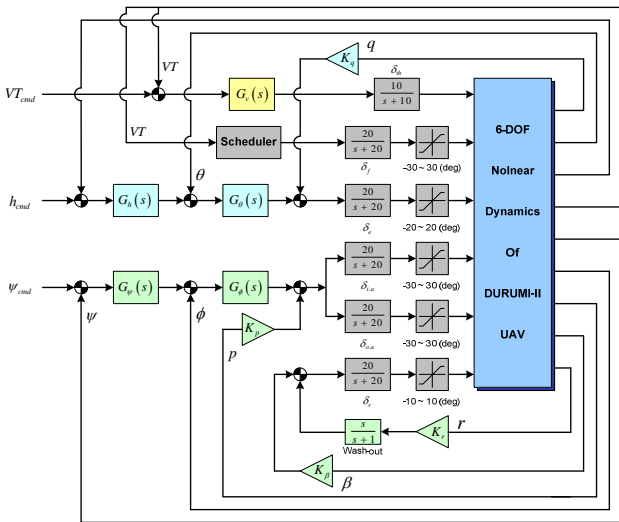 K_q q
VT δ_th
VT_cmd G_v(s) 10/(s + 10)
VT Scheduler 20/(s + 20)
δ_f -30 ~ 30 (deg)
θ
h_cmd G_h(s) G_θ(s) 20/(s + 20)
δ_e -20 ~ 20 (deg)
20/(s + 20)
δ_i.a -30 ~ 30 (deg)
ψ_cmd G_ψ(s) G_ϕ(s)
ψ ϕ K_p 20/(s + 20)
p δ_o.a -30 ~ 30 (deg)
20/(s + 20)
δ_r -10 ~ 10 (deg)
s/(s + 1) K_r r
Wash-out
K_β β
6-DOF
Nolnear
Dynamics
Of
DURUMI-II
UAV